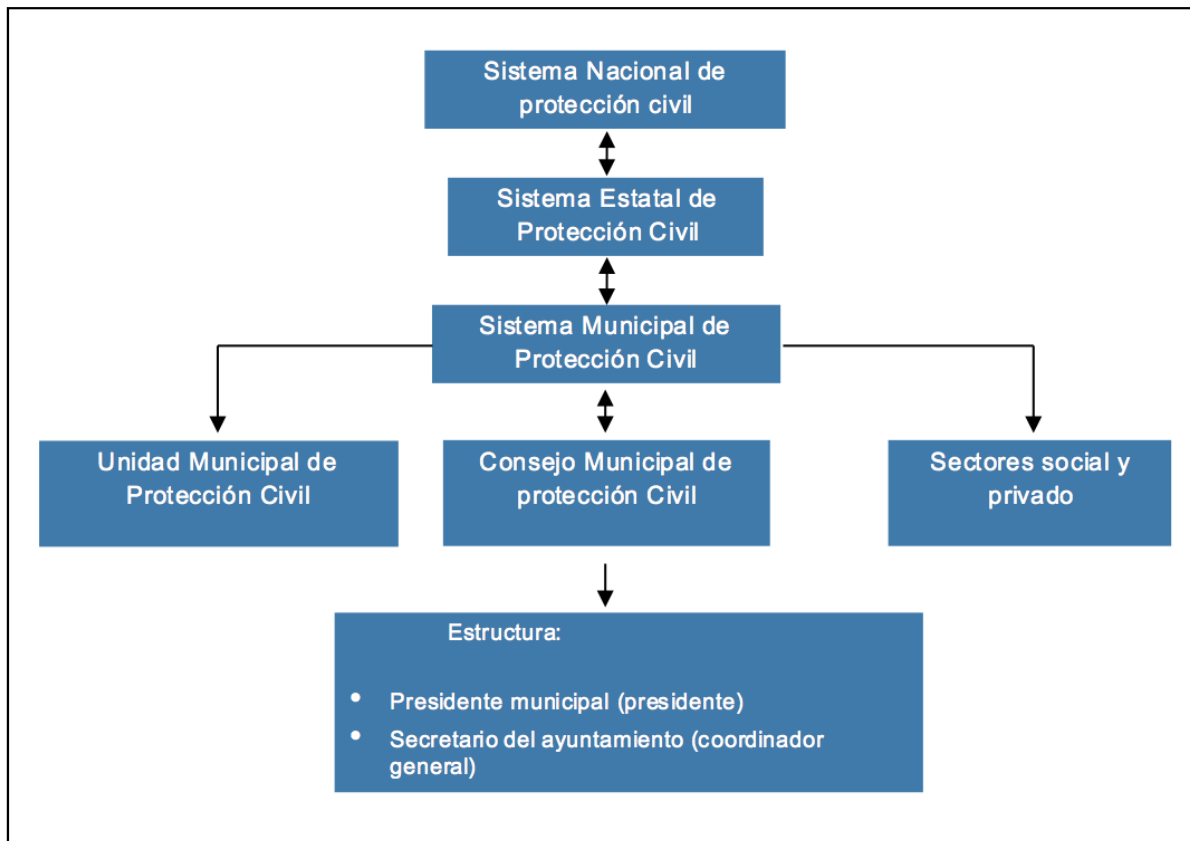 Sistema Nacional de
protección civil
Sistema Estatal de
Protección Civil
Sistema Municipal de
Protección Civil
Unidad Municipal de
Protección Civil
Consejo Municipal de
protección Civil
Sectores social y
privado
Estructura:
• Presidente municipal (presidente)
• Secretario del ayuntamiento (coordinador
general)